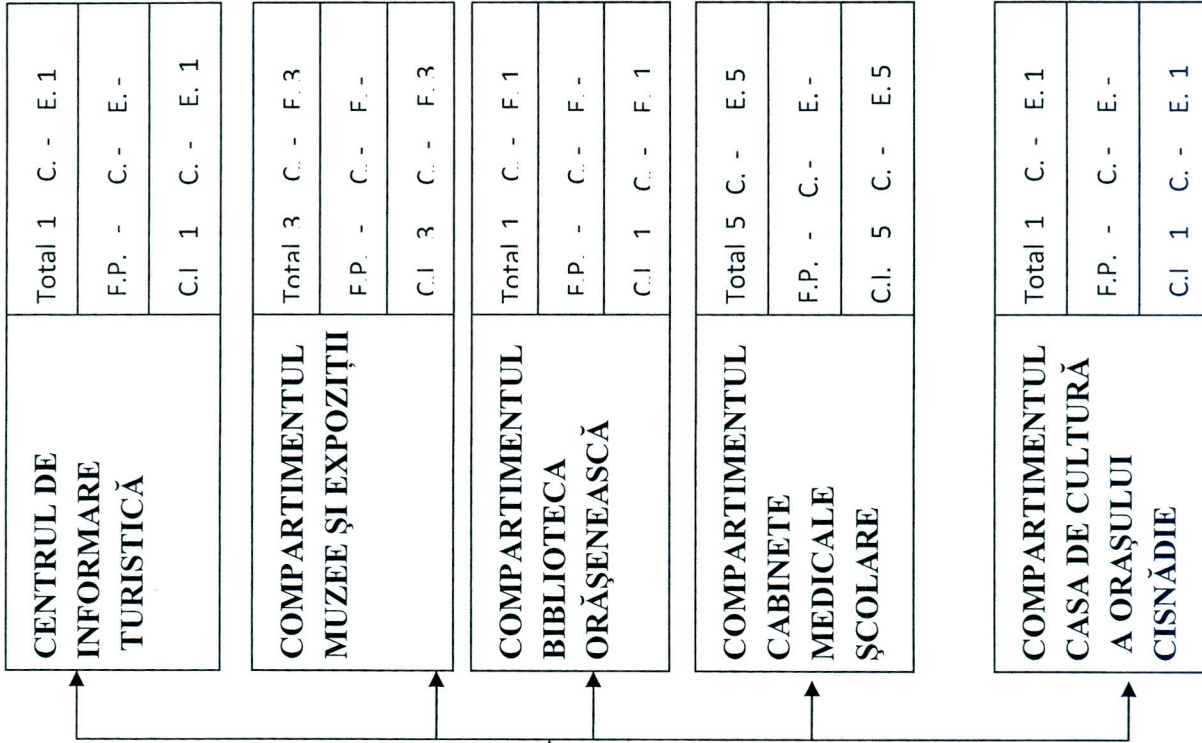 CENTRUL DE
INFORMARE
TURISTICĂ
Total 1 C. - E. 1
F.P. - C. - E. -
C.I 1 C. - E. 1
COMPARTIMENTUL
MUZEE ȘI EXPOZIȚII
Total 3 C. - F. 3
F.P. - C. - F. -
C.I 3 C. - F. 3
COMPARTIMENTUL
BIBLIOTECA
ORĂȘENEASCĂ
Total 1 C. - F. 1
F.P. - C. - F. -
C.I 1 C. - F. 1
COMPARTIMENTUL
CABINETE
MEDICALE
ȘCOLARE
Total 5 C. - E. 5
F.P. - C. - E. -
C.I. 5 C. - E. 5
COMPARTIMENTUL
CASA DE CULTURĂ
A ORAȘULUI
CISNĂDIE
Total 1 C. - E. 1
F.P. - C. - E. -
C.I 1 C. - E. 1